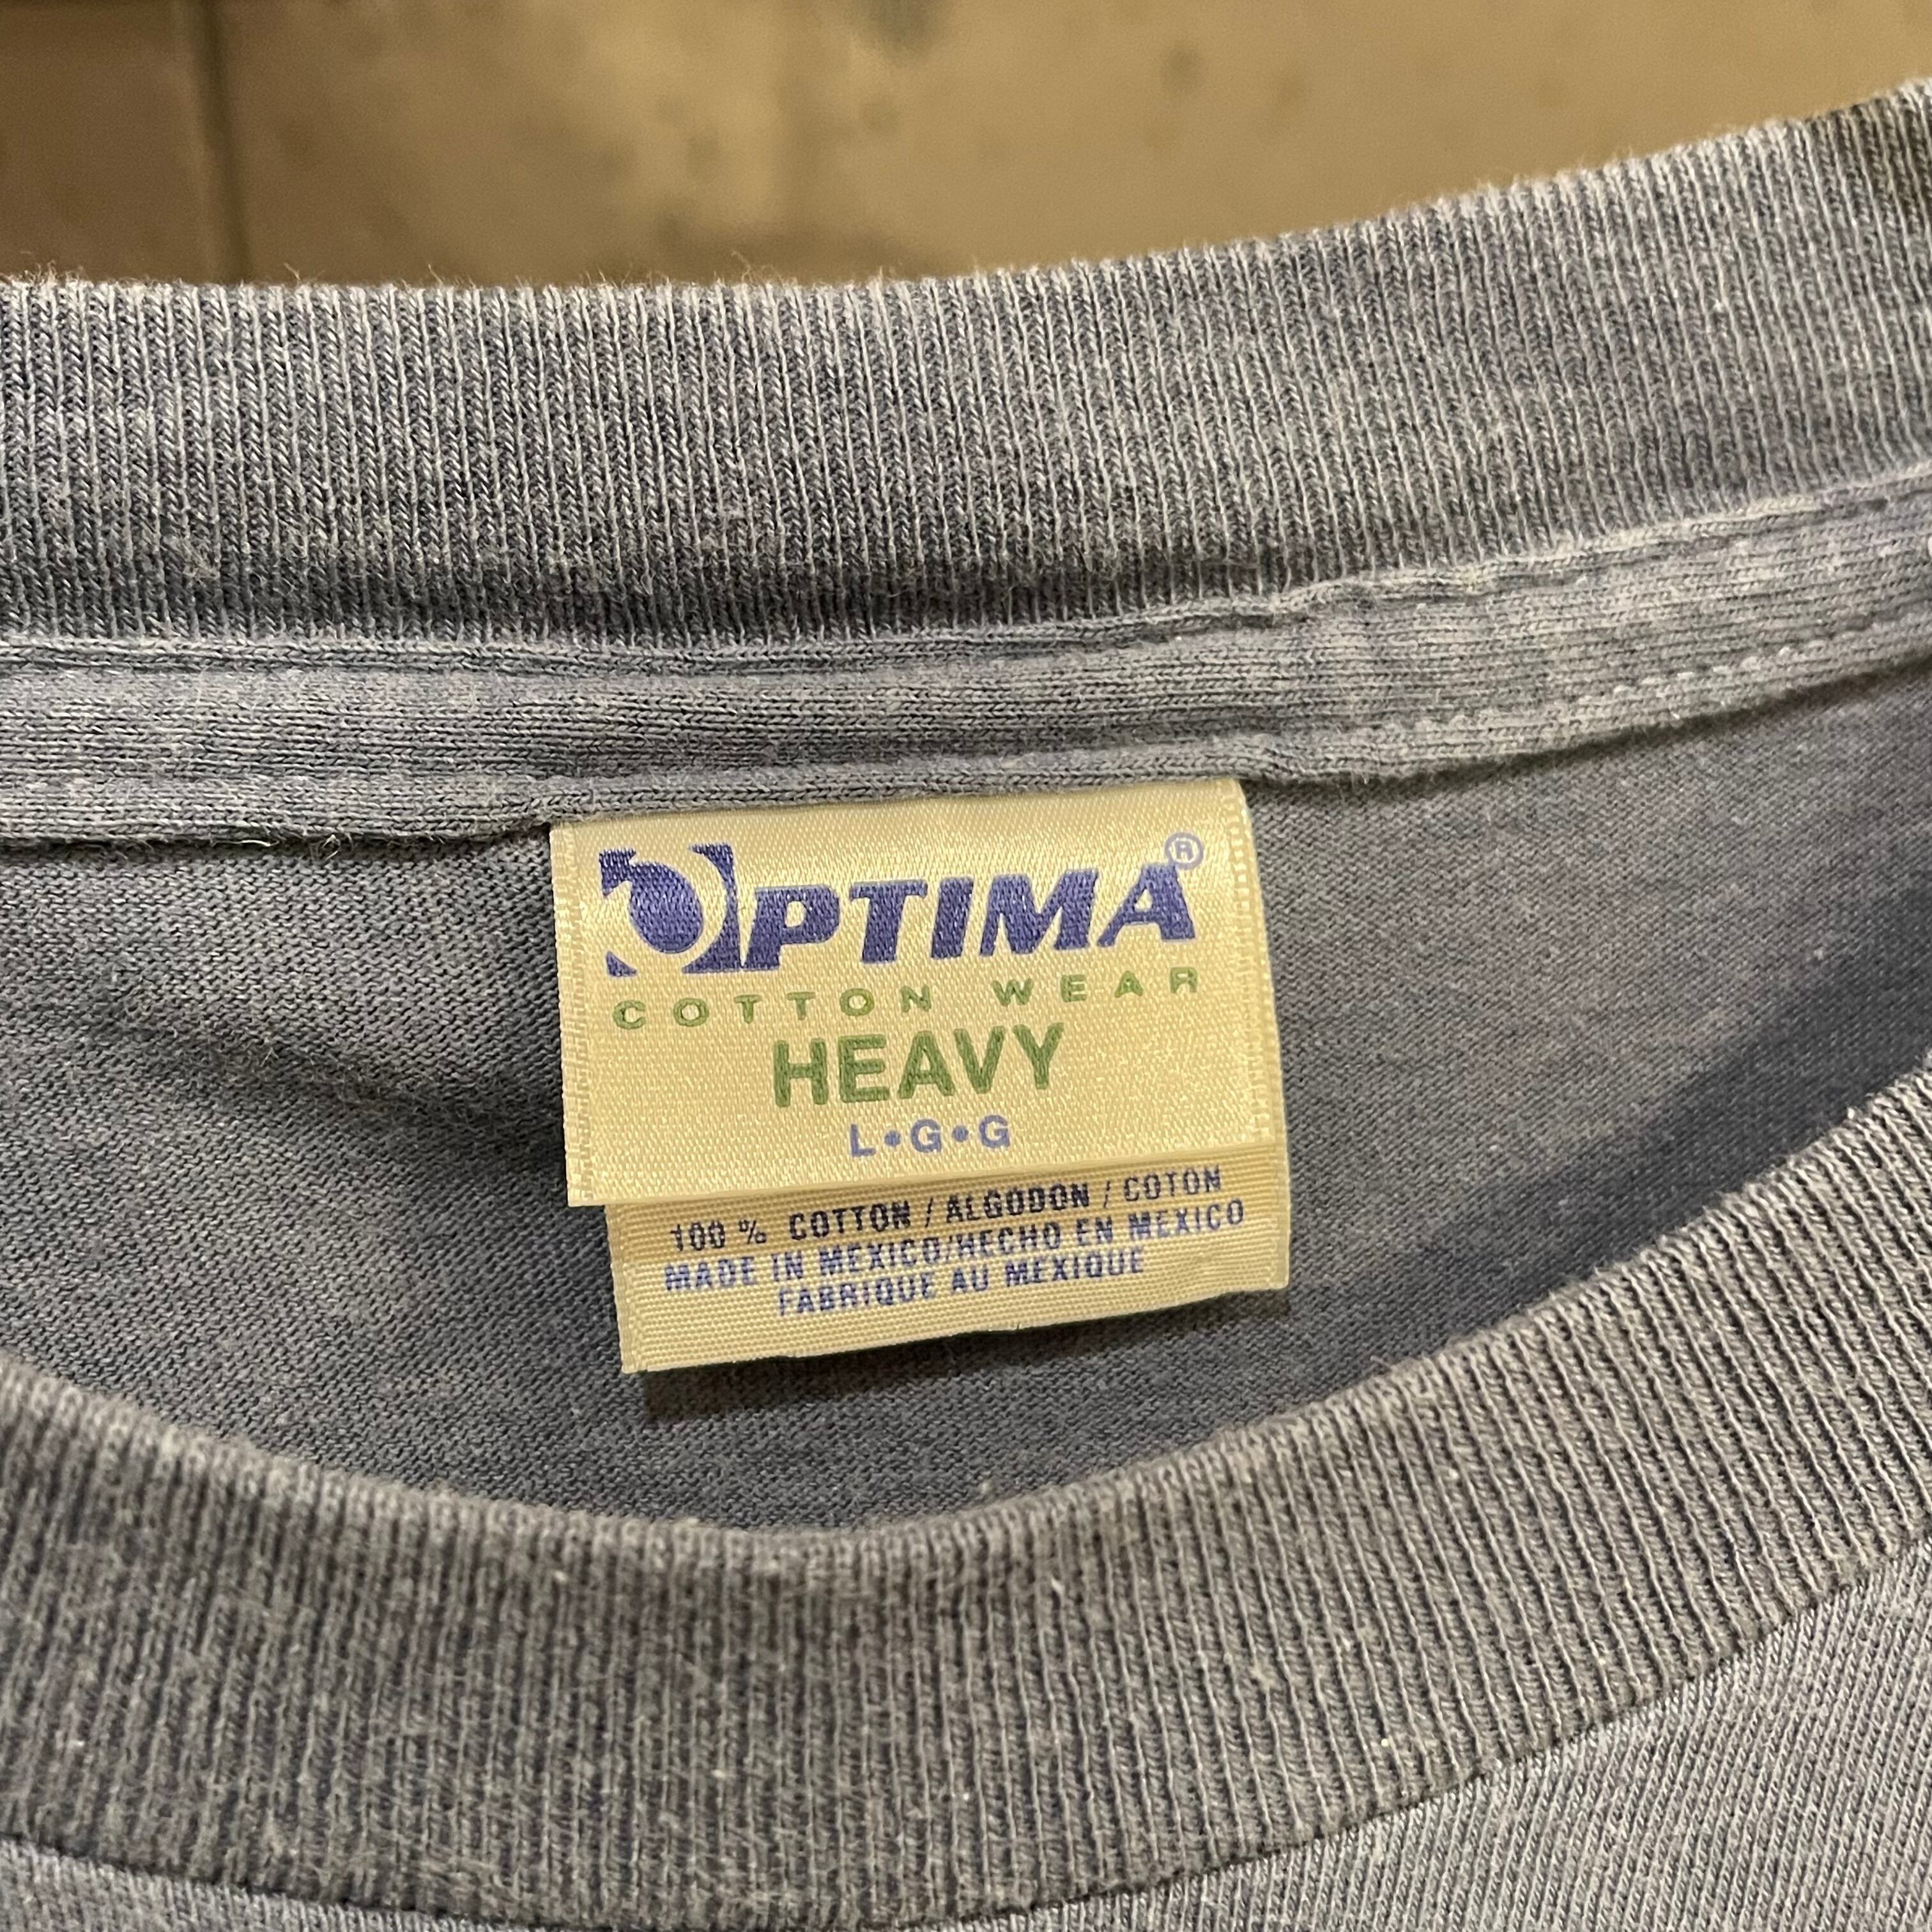 OPTIMA®
COTTON WEAR
HEAVY
L•G•G
100 % COTTON / ALGODON / COTON
MADE IN MEXICO/HECHO EN MEXICO
FABRIQUE AU MEXIQUE